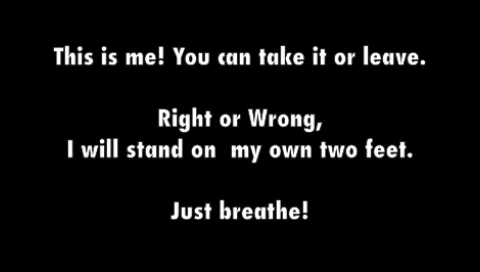 This is me! You can take it or leave.
Right or Wrong,
I will stand on  my own two feet.
Just breathe!